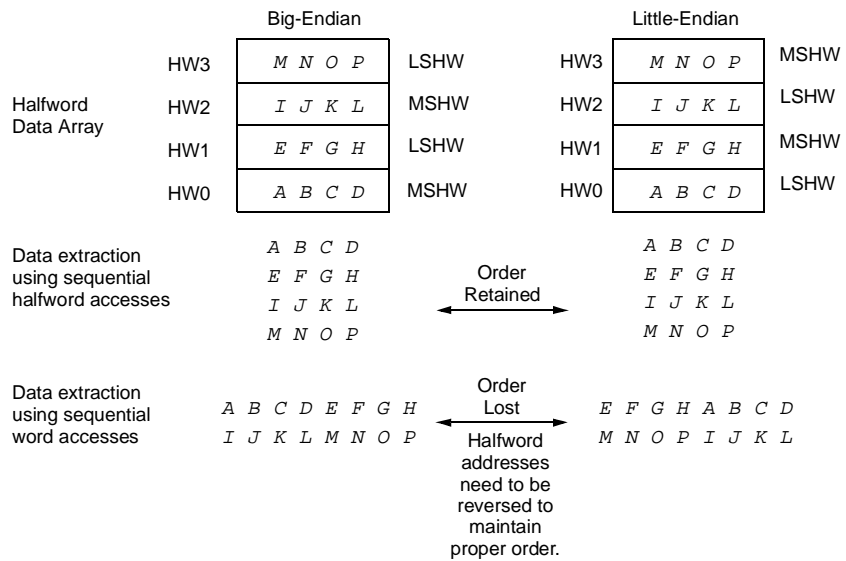 Big-Endian Little-Endian
HW3 M N O P LSHW HW3 M N O P MSHW
Halfword
Data Array
HW2 I J K L MSHW HW2 I J K L LSHW
HW1 E F G H LSHW HW1 E F G H MSHW
HW0 A B C D MSHW HW0 A B C D LSHW
Data extraction
using sequential
halfword accesses
A B C D
E F G H
I J K L
M N O P
Order
Retained
A B C D
E F G H
I J K L
M N O P
Data extraction
using sequential
word accesses
A B C D E F G H
I J K L M N O P
Order
Lost
Halfword
addresses
need to be
reversed to
maintain
proper order.
E F G H A B C D
M N O P I J K L